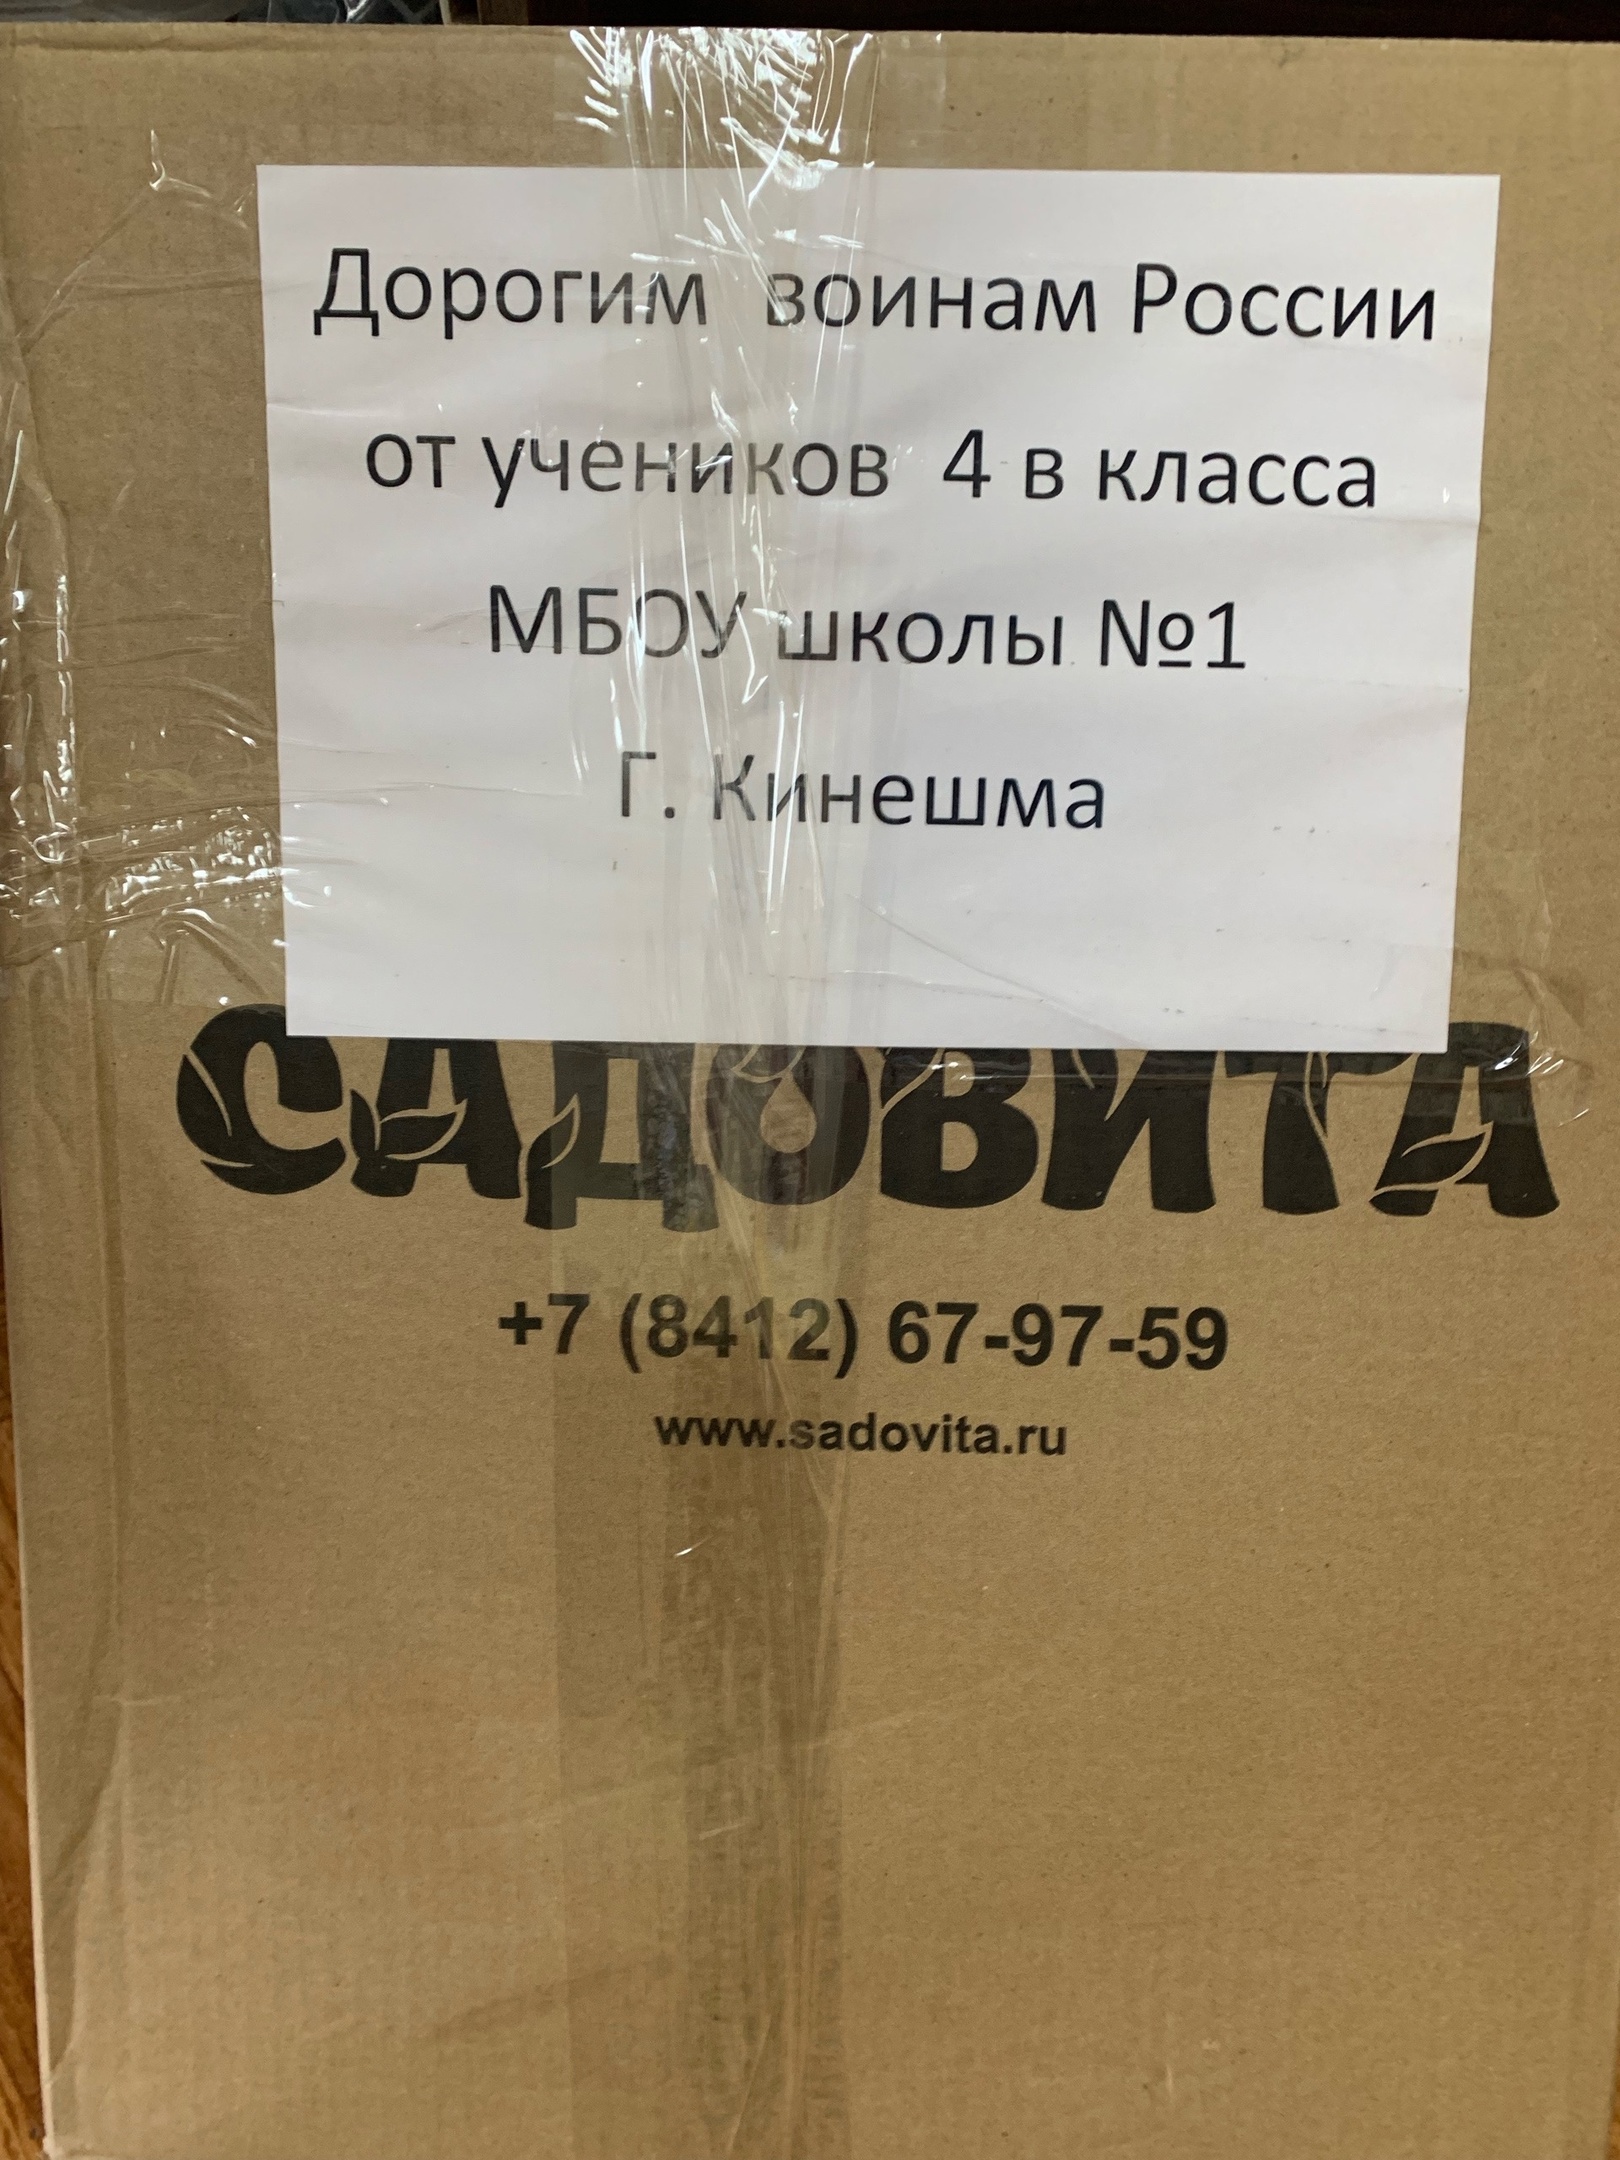 Дорогим воинам России
от учеников 4 в класса
МБОУ школы №1
Г. Кинешма
САДОВИТА
+7 (8412) 67-97-59
www.sadovita.ru